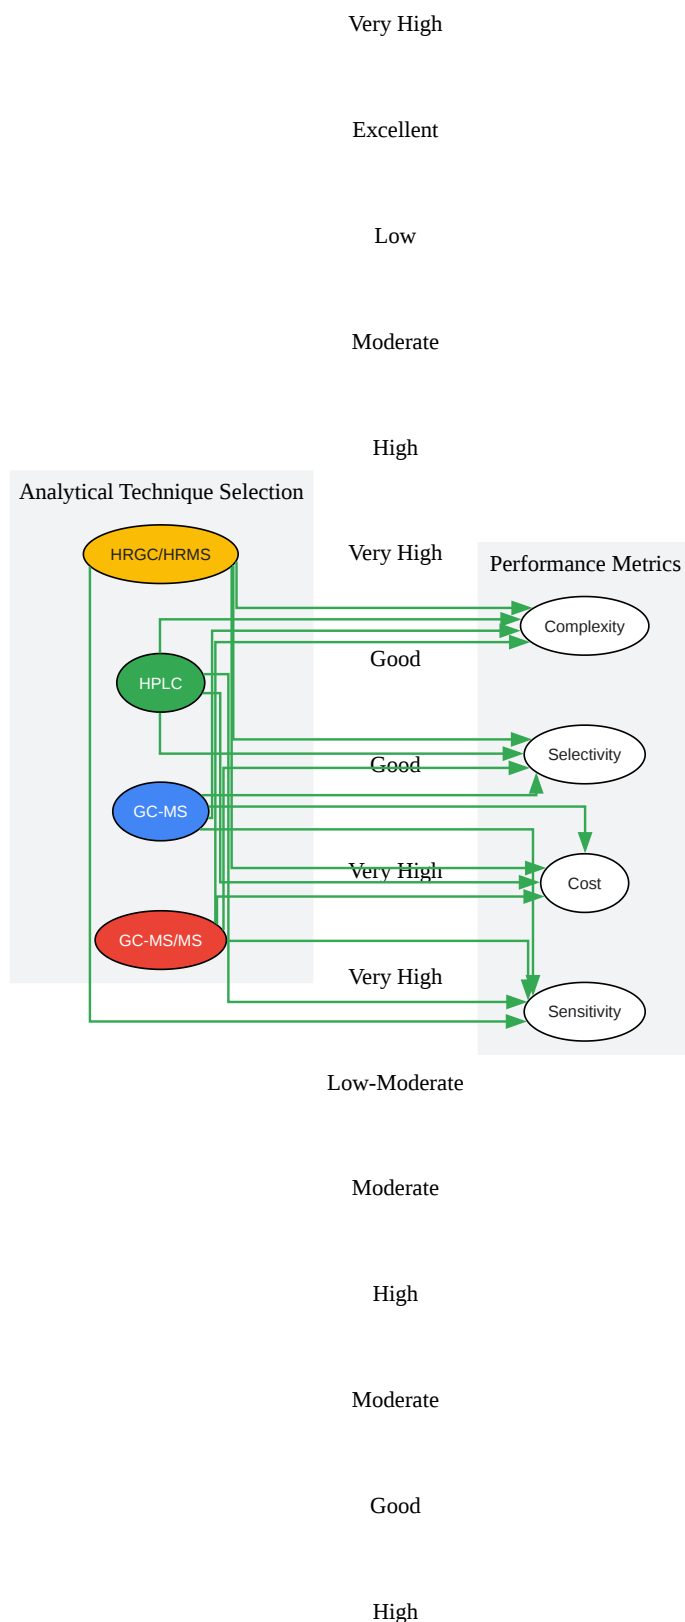 Very High
Excellent
Low
Moderate
High
Analytical Technique Selection
HRGC/HRMS
Very High
Performance Metrics
Complexity
Good
HPLC
Selectivity
Good
GC-MS
Very High
Cost
GC-MS/MS
Very High
Sensitivity
Low-Moderate
Moderate
High
Moderate
Good
High